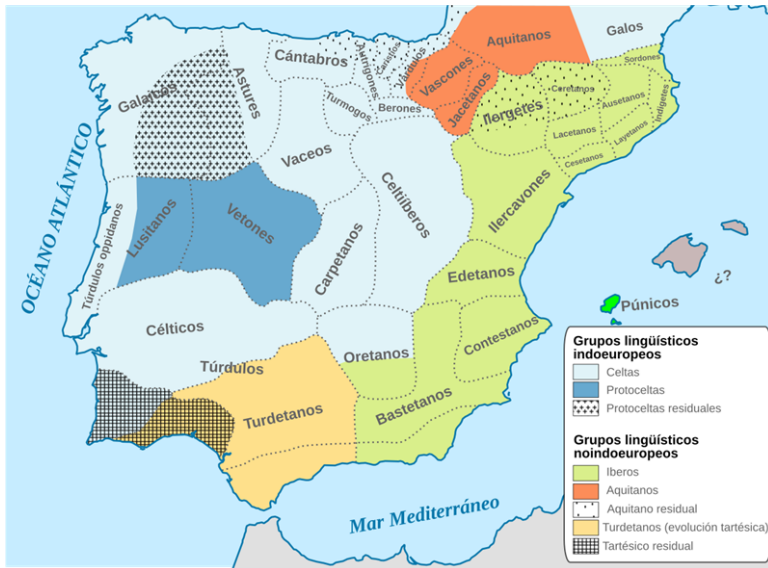 Galos
Aquitanos
Cántabros
Autrigones
Caristios
Várdulos
Vascones
Jacetanos
Sordones
Ceretanos
Ilergetes
Ausetanos
Indigetes
Galaicos
Astures
Turmogos
Berones
Lacetanos
Layetanos
Cesetanos
Vaceos
Celtiberos
Ilercavones
OCÉANO ATLÁNTICO
Túrdulos oppidanos
Lusitanos
Vetones
Carpetanos
Edetanos
¿?
Púnicos
Célticos
Oretanos
Contestanos
Túrdulos
Turdetanos
Bastetanos
Mar Mediterráneo
Grupos lingüísticos
indoeuropeos
Celtas
Protoceltas
Protoceltas residuales
Grupos lingüísticos
noindoeuropeos
Iberos
Aquitanos
Aquitano residual
Turdetanos (evolución tartésica)
Tartésico residual